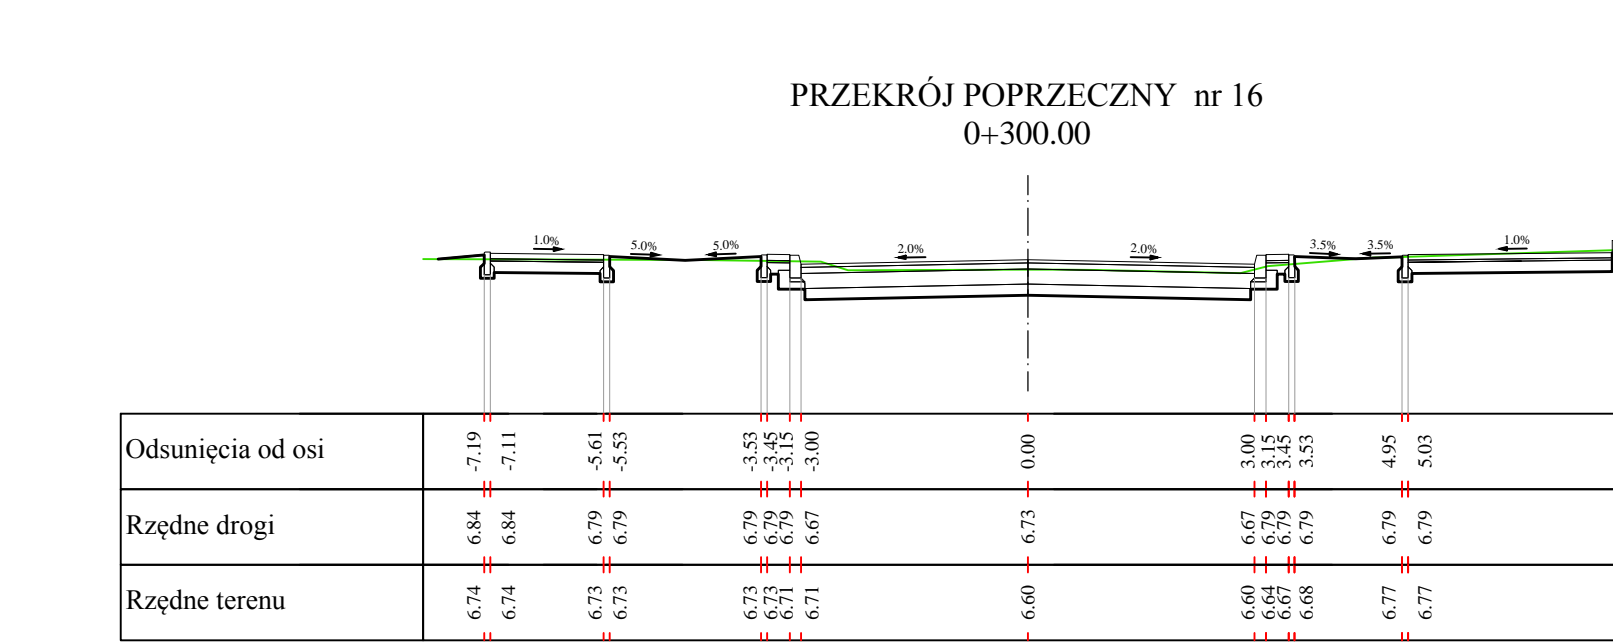 PRZEKRÓJ POPRZECZNY nr 16
0+300.00
1.0% 5.0% 5.0% 2.0% 2.0% 3.5% 3.5% 1.0%
Odsunięcia od osi -7.19 -7.11 -5.61 -5.53 -3.53 -3.45 -3.15 -3.00 0.00 3.00 3.15 3.45 3.53 4.95 5.03
Rzędne drogi 6.84 6.84 6.79 6.79 6.79 6.79 6.79 6.67 6.73 6.67 6.79 6.79 6.79 6.79 6.79
Rzędne terenu 6.74 6.74 6.73 6.73 6.73 6.73 6.71 6.71 6.60 6.60 6.64 6.67 6.68 6.77 6.77